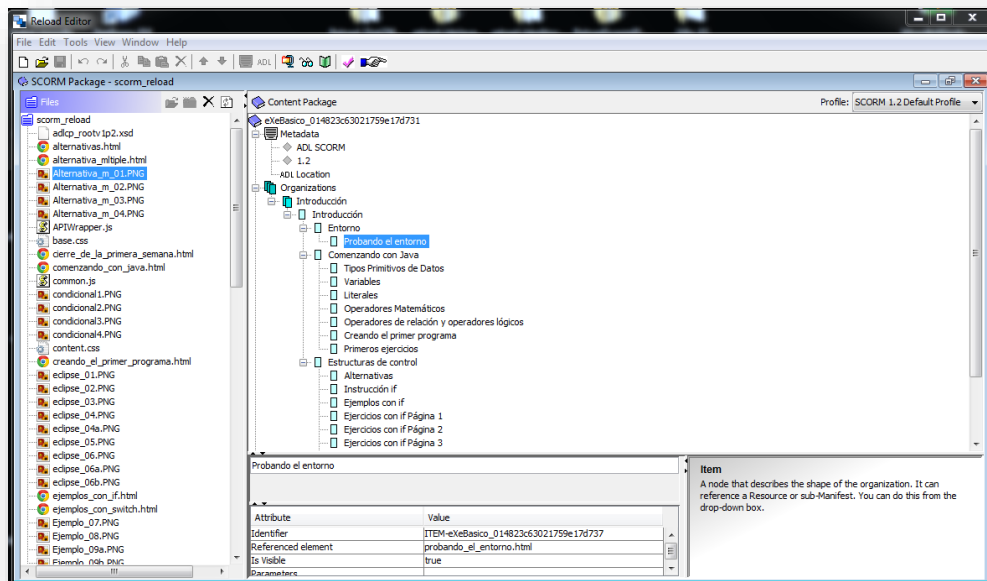 Reload Editor
File Edit Tools View Window Help
ADL
SCORM Package - scorm_reload
Files
scorm_reload
adlcp_rootv1p2.xsd
alternativas.html
alternativa_mltiple.html
Alternativa_m_01.PNG
Alternativa_m_02.PNG
Alternativa_m_03.PNG
Alternativa_m_04.PNG
APIWrapper.js
base.css
cierre_de_la_primera_semana.html
comenzando_con_java.html
common.js
condicional1.PNG
condicional2.PNG
condicional3.PNG
condicional4.PNG
content.css
creando_el_primer_programa.html
eclipse_01.PNG
eclipse_02.PNG
eclipse_03.PNG
eclipse_04.PNG
eclipse_04a.PNG
eclipse_05.PNG
eclipse_06.PNG
eclipse_06a.PNG
eclipse_06b.PNG
ejemplos_con_if.html
ejemplos_con_switch.html
Ejemplo_07.PNG
Ejemplo_08.PNG
Ejemplo_09a.PNG
Ejemplo_09b.PNG
Content Package
Profile: SCORM 1.2 Default Profile
eXeBasico_014823c63021759e17d731
Metadata
ADL SCORM
1.2
ADL Location
Organizations
Introducción
Introducción
Entorno
Probando el entorno
Comenzando con Java
Tipos Primitivos de Datos
Variables
Literales
Operadores Matemáticos
Operadores de relación y operadores lógicos
Creando el primer programa
Primeros ejercicios
Estructuras de control
Alternativas
Instrucción if
Ejemplos con if
Ejercicios con if Página 1
Ejercicios con if Página 2
Ejercicios con if Página 3
Probando el entorno
Attribute Value
Identifier ITEM-eXeBasico_014823c63021759e17d737
Referenced element probando_el_entorno.html
Is Visible true
Parameters
Item
A node that describes the shape of the organization. It can
reference a Resource or sub-Manifest. You can do this from the
drop-down box.